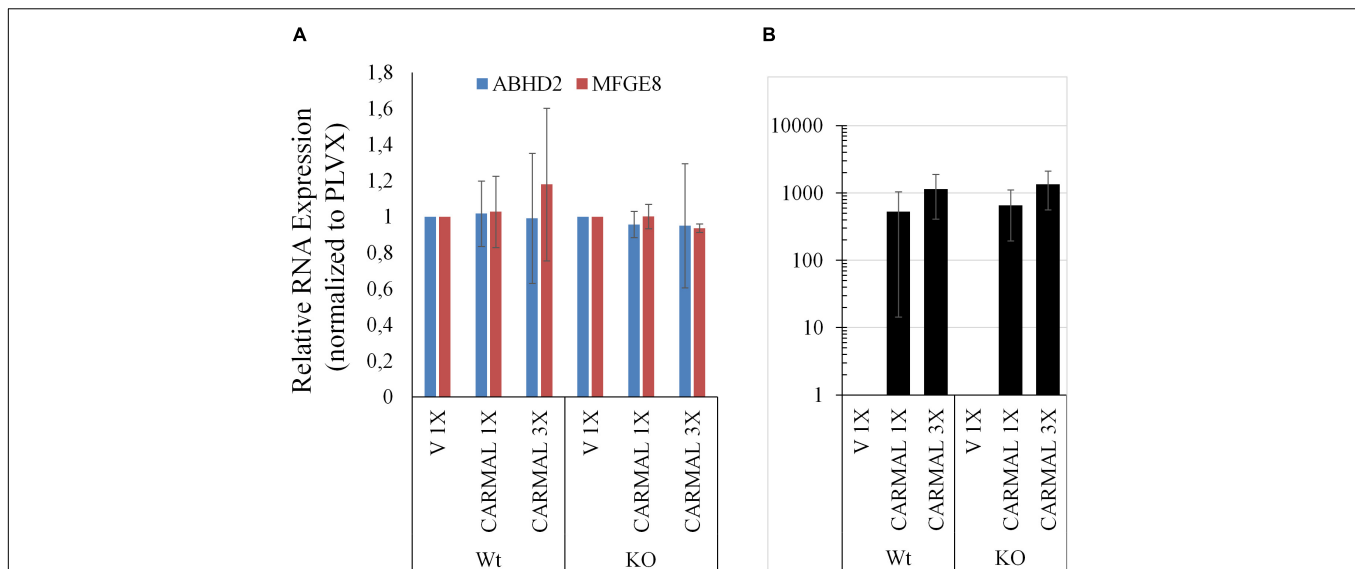 A
B
Relative RNA Expression
(normalized to PLVX)
1,8
1,6
1,4
1,2
1
0,8
0,6
0,4
0,2
0
ABHD2
MFGE8
V 1X
CARMAL 1X
CARMAL 3X
V 1X
CARMAL 1X
CARMAL 3X
Wt
KO
10000
1000
100
10
1
V 1X
CARMAL 1X
CARMAL 3X
V 1X
CARMAL 1X
CARMAL 3X
Wt
KO